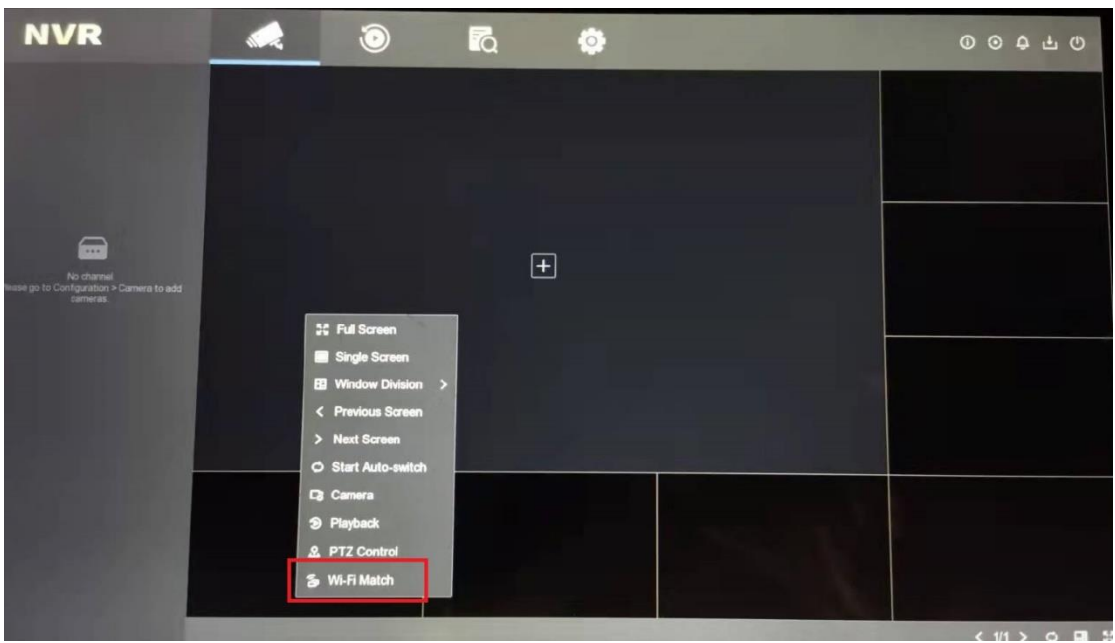 NVR
No channel
Please go to Configuration > Camera to add
cameras.
Full Screen
Single Screen
Window Division >
< Previous Screen
> Next Screen
Start Auto-switch
Camera
Playback
PTZ Control
Wi-Fi Match
< 1/1 >